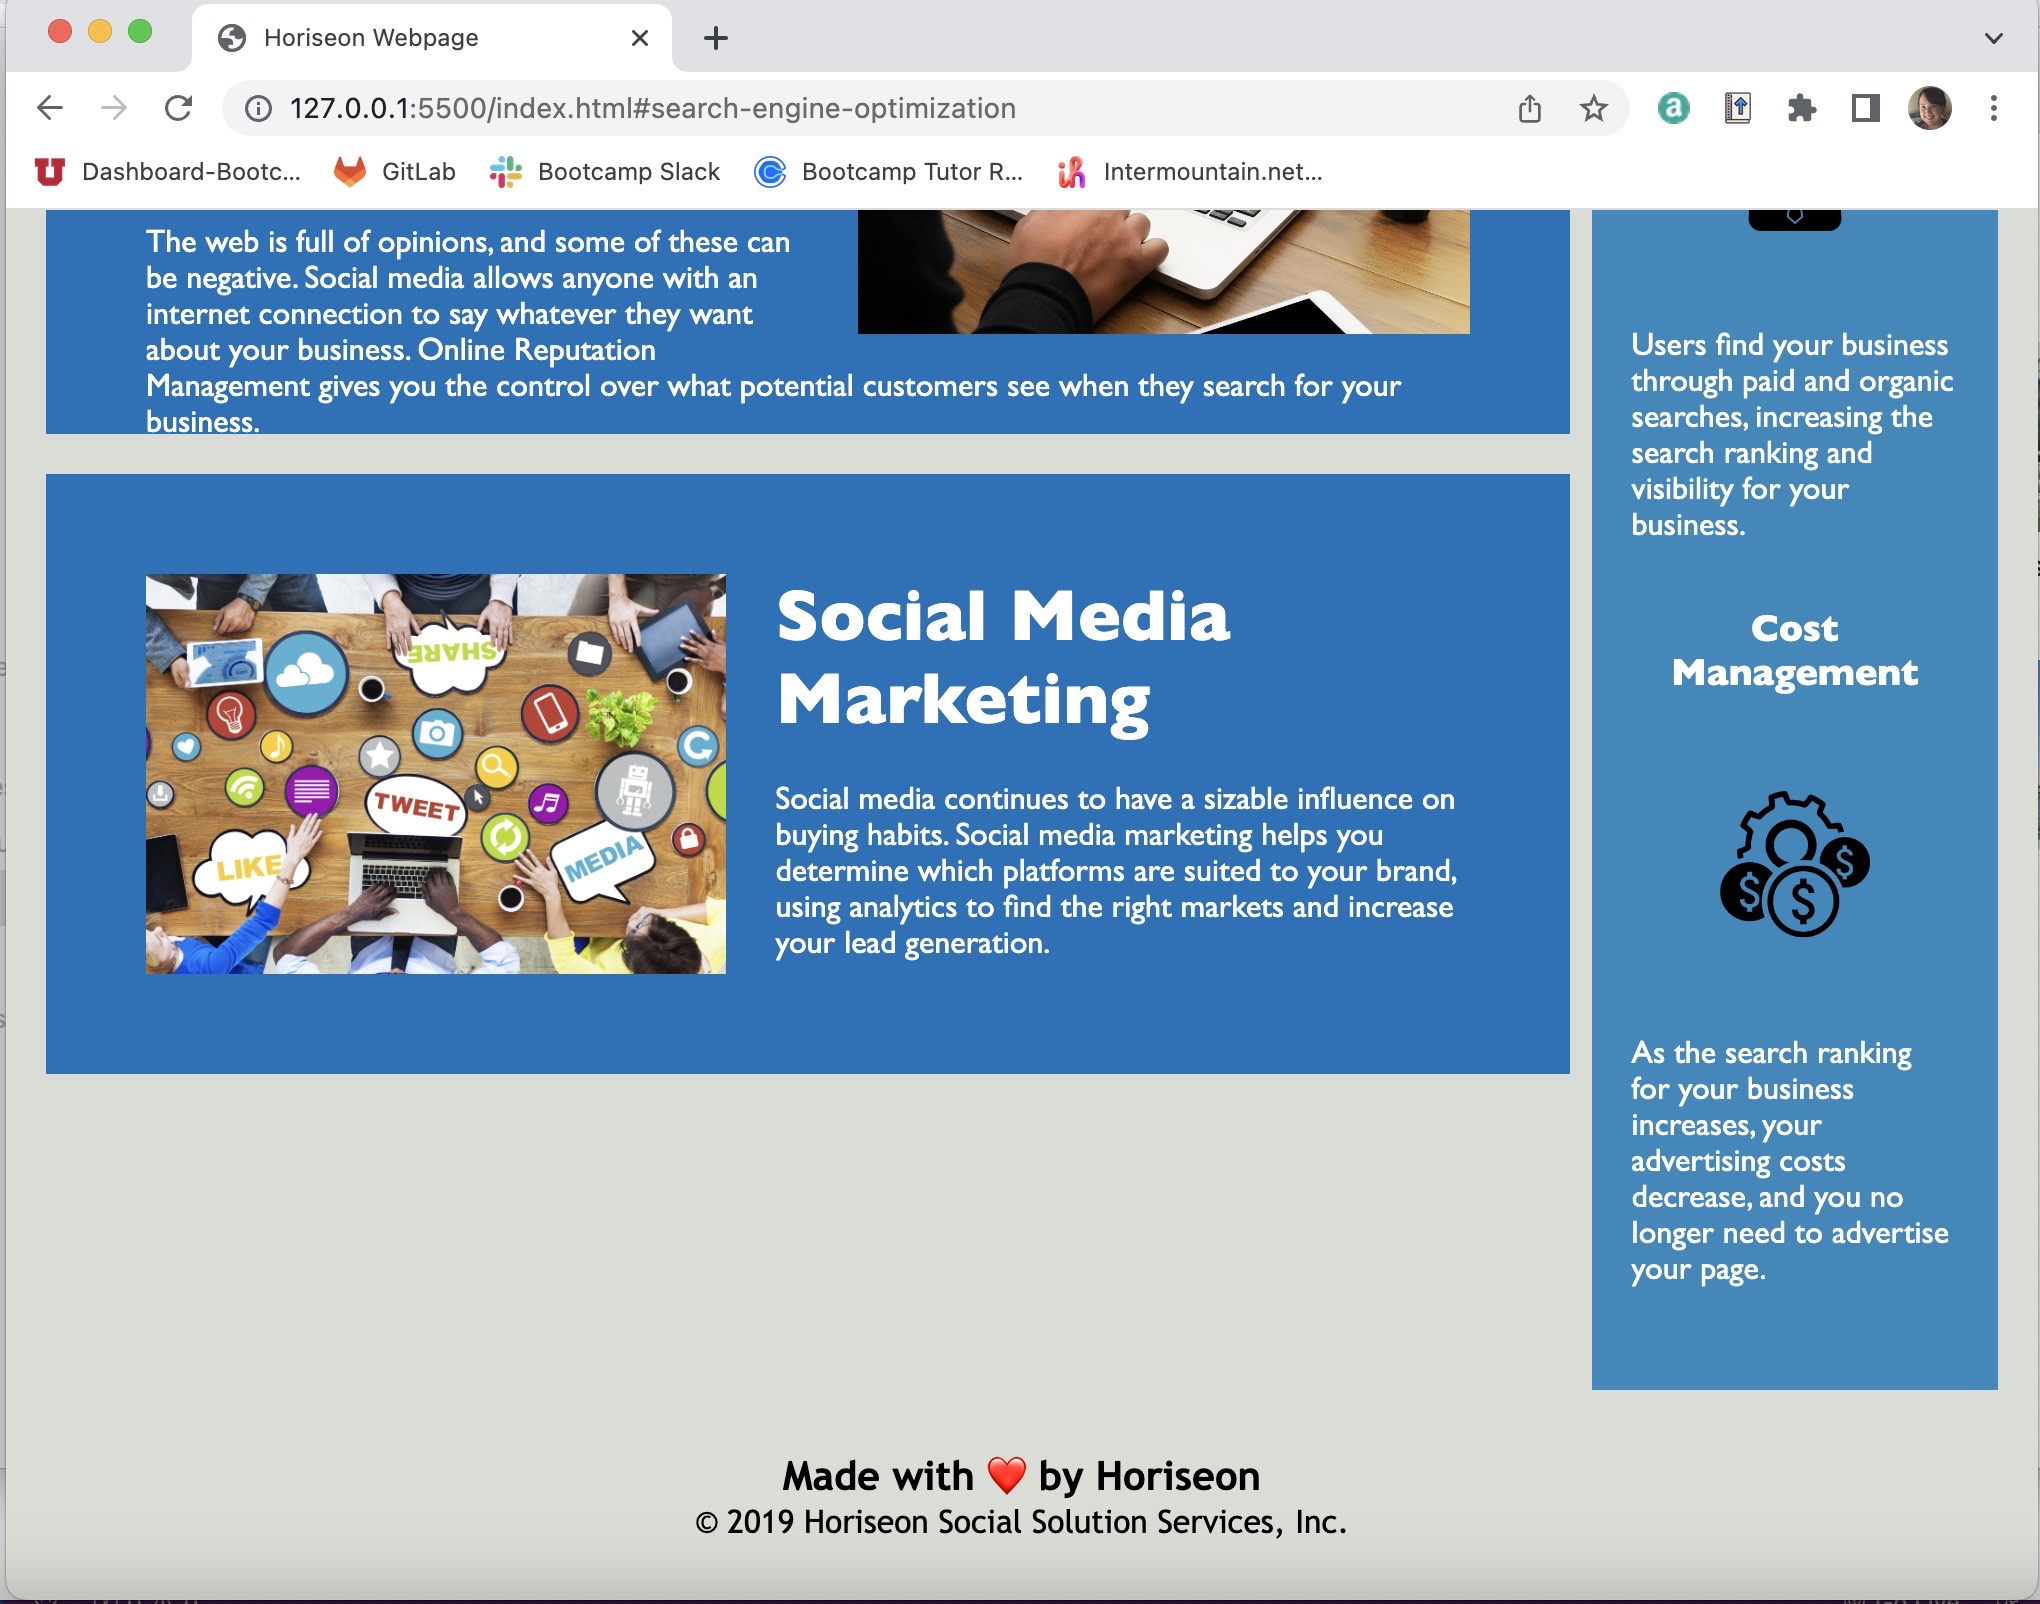 Horiseon Webpage
127.0.0.1:5500/index.html#search-engine-optimization
Dashboard-Bootc... GitLab Bootcamp Slack Bootcamp Tutor R... Intermountain.net...
The web is full of opinions, and some of these can
be negative. Social media allows anyone with an
internet connection to say whatever they want
about your business. Online Reputation
Management gives you the control over what potential customers see when they search for your
business.
SHARE
TWEET
LIKE
MEDIA
Social Media
Marketing
Social media continues to have a sizable influence on
buying habits. Social media marketing helps you
determine which platforms are suited to your brand,
using analytics to find the right markets and increase
your lead generation.
Users find your business
through paid and organic
searches, increasing the
search ranking and
visibility for your
business.
Cost
Management
$ $ $
As the search ranking
for your business
increases, your
advertising costs
decrease, and you no
longer need to advertise
your page.
Made with ❤️ by Horiseon
© 2019 Horiseon Social Solution Services, Inc.